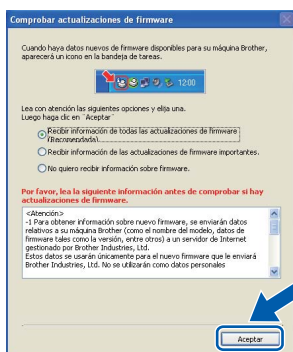 Comprobar actualizaciones de firmware
Cuando haya datos nuevos de firmware disponibles para su máquina Brother,
aparecerá un icono en la bandeja de tareas.
12:00
Lea con atención las siguientes opciones y elija una.
Luego haga clic en ¨Aceptar¨
Recibir información de todas las actualizaciones de firmware
(Recomendada).
Recibir información de las actualizaciones de firmware importantes.
No quiero recibir información sobre firmware.
Por favor, lea la siguiente información antes de comprobar si hay
actualizaciones de firmware.
<Atención>
-1 Para obtener información sobre nuevo firmware, se enviarán datos
relativos a su máquina Brother (como el nombre del modelo, datos de
firmware tales como la versión, entre otros) a un servidor de Internet
gestionado por Brother Industries, Ltd.
Estos datos se usarán únicamente para el nuevo firmware que le enviará
Brother Industries, Ltd. No se utilizarán como datos personales
Aceptar